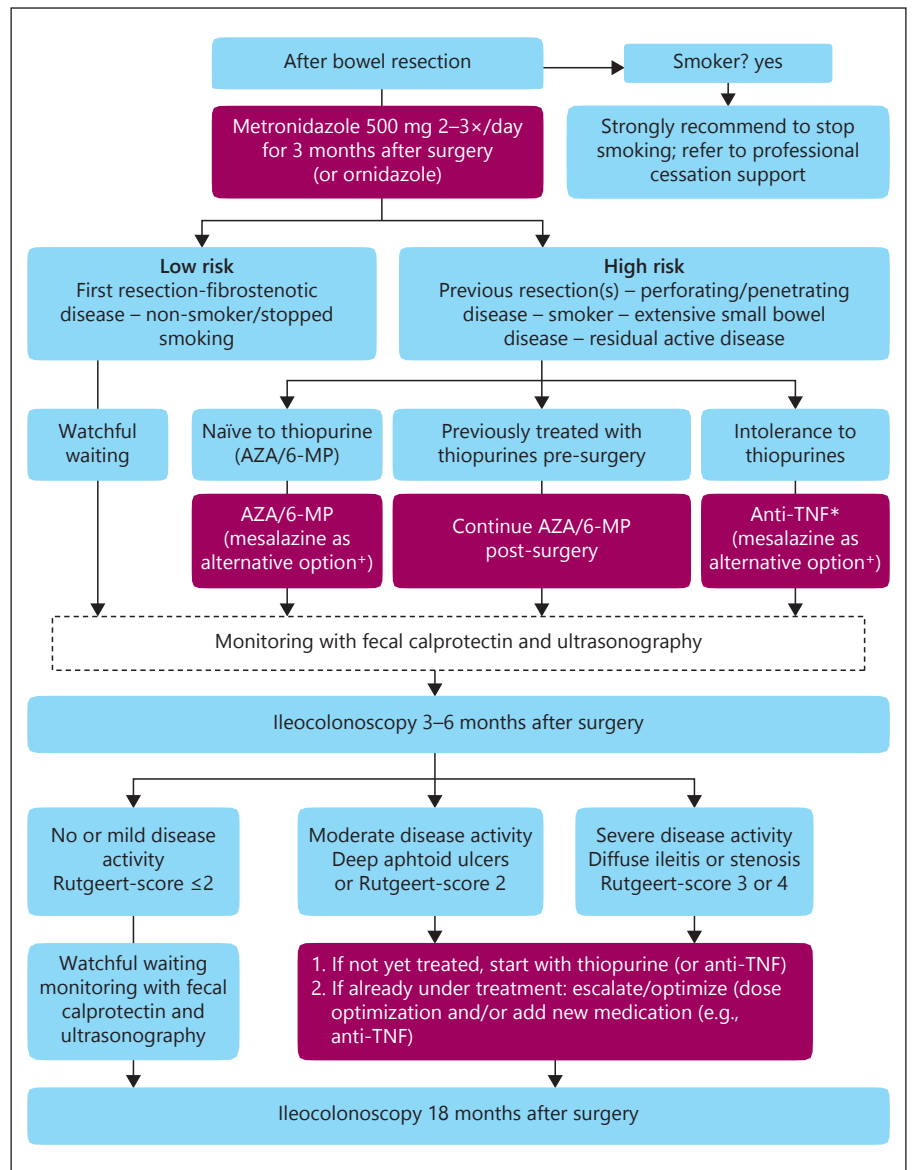 After bowel resection
Smoker? yes
Metronidazole 500 mg 2–3×/day
for 3 months after surgery
(or ornidazole)
Strongly recommend to stop
smoking; refer to professional
cessation support
Low risk
First resection-fibrostenotic
disease – non-smoker/stopped
smoking
High risk
Previous resection(s) – perforating/penetrating
disease – smoker – extensive small bowel
disease – residual active disease
Watchful
waiting
Naïve to thiopurine
(AZA/6-MP)
Previously treated with
thiopurines pre-surgery
Intolerance to
thiopurines
AZA/6-MP
(mesalazine as
alternative option⁺)
Continue AZA/6-MP
post-surgery
Anti-TNF*
(mesalazine as
alternative option⁺)
Monitoring with fecal calprotectin and ultrasonography
Ileocolonoscopy 3–6 months after surgery
No or mild disease
activity
Rutgeert-score ≤2
Moderate disease activity
Deep aphtoid ulcers
or Rutgeert-score 2
Severe disease activity
Diffuse ileitis or stenosis
Rutgeert-score 3 or 4
Watchful waiting
monitoring with fecal
calprotectin and
ultrasonography
1. If not yet treated, start with thiopurine (or anti-TNF)
2. If already under treatment: escalate/optimize (dose
optimization and/or add new medication (e.g.,
anti-TNF)
Ileocolonoscopy 18 months after surgery